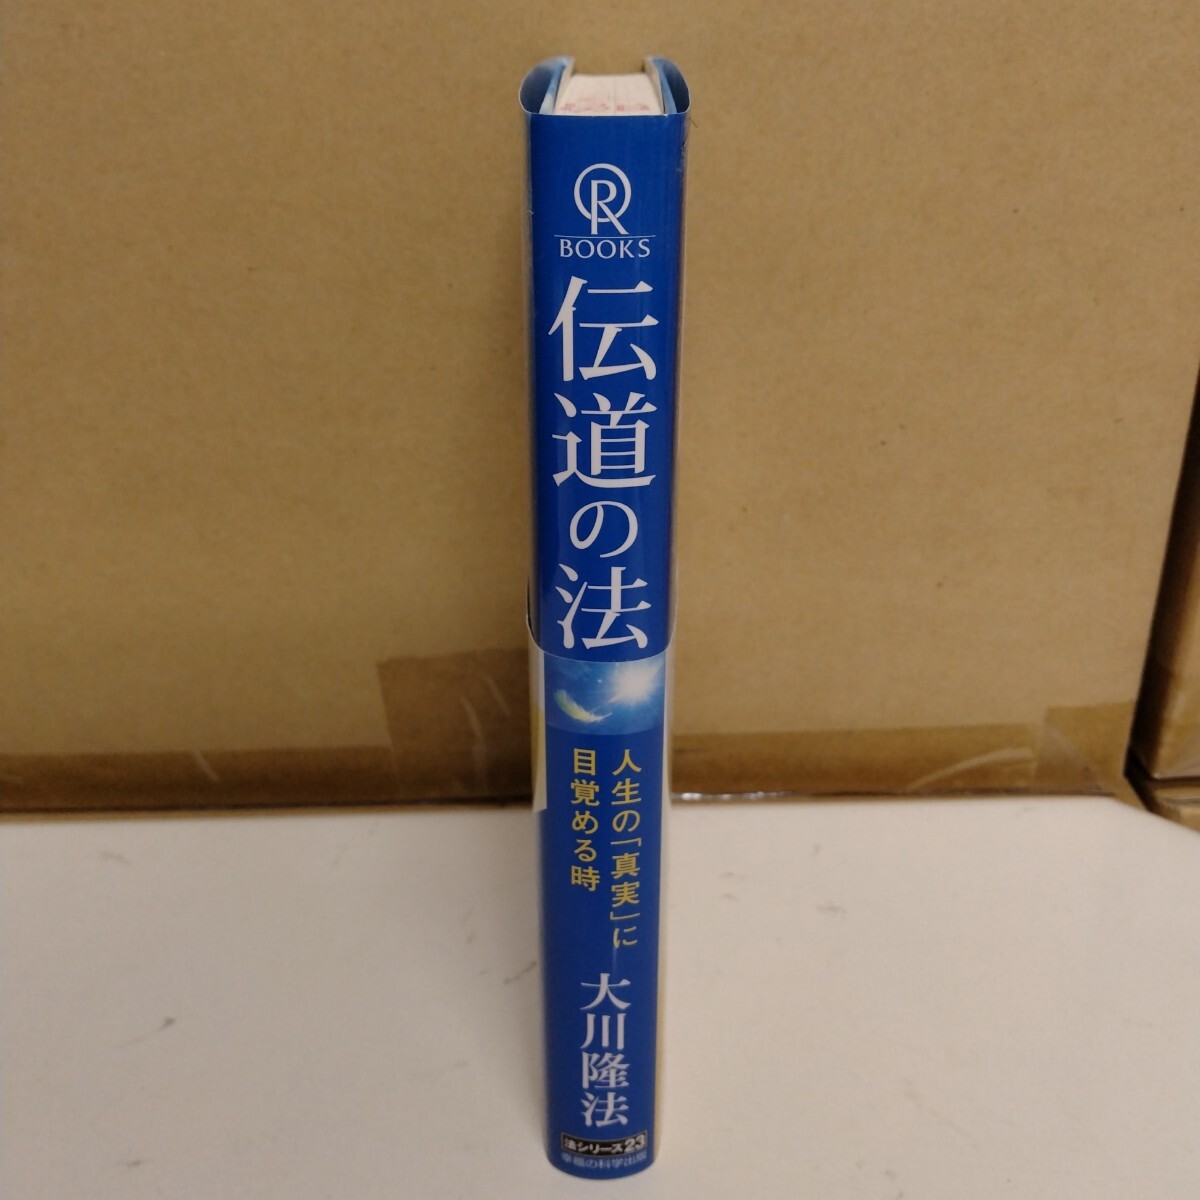 OR
BOOKS
伝道の法
人生の「真実」に
目覚める時
大川隆法
法シリーズ23
幸福の科学出版